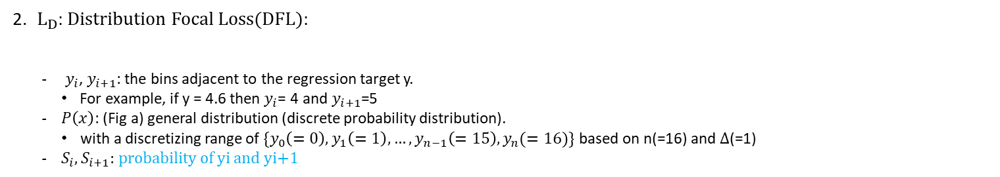 2. L_D: Distribution Focal Loss(DFL):
- y_i, y_{i+1}: the bins adjacent to the regression target y.
• For example, if y = 4.6 then y_i= 4 and y_{i+1}=5
- P(x): (Fig a) general distribution (discrete probability distribution).
• with a discretizing range of {y_0(= 0), y_1(= 1), …, y_{n−1}(= 15), y_n(= 16)} based on n(=16) and Δ(=1)
- S_i, S_{i+1}: probability of yi and yi+1